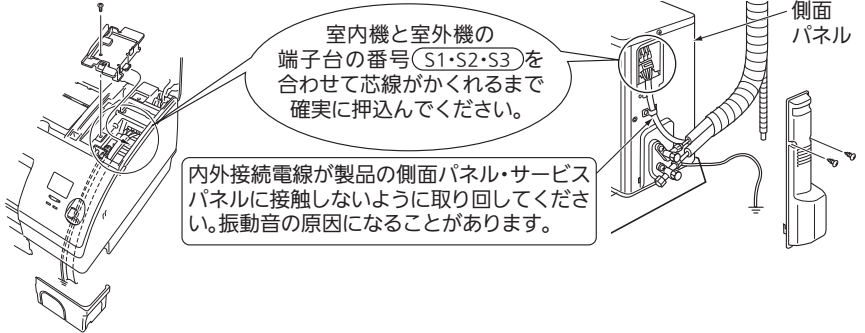 室内機と室外機の
端子台の番号(S1・S2・S3)を
合わせて芯線がかくれるまで
確実に押込んでください。
側面
パネル
内外接続電線が製品の側面パネル・サービス
パネルに接触しないように取り回してくださ
い。振動音の原因になることがあります。